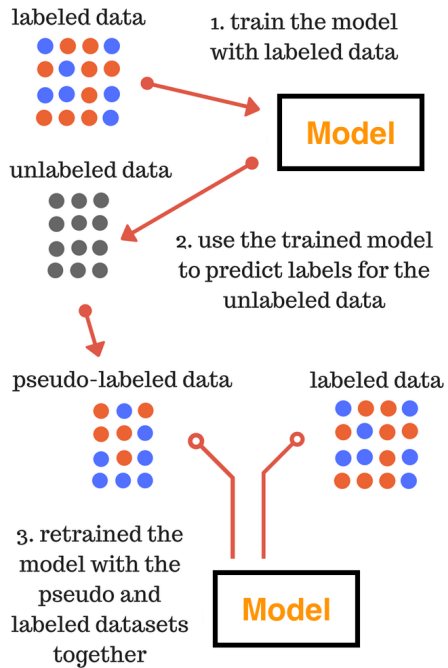 labeled data
1. train the model
with labeled data
Model
unlabeled data
2. use the trained model
to predict labels for the
unlabeled data
pseudo-labeled data
labeled data
3. retrained the
model with the
pseudo and
labeled datasets
together
Model